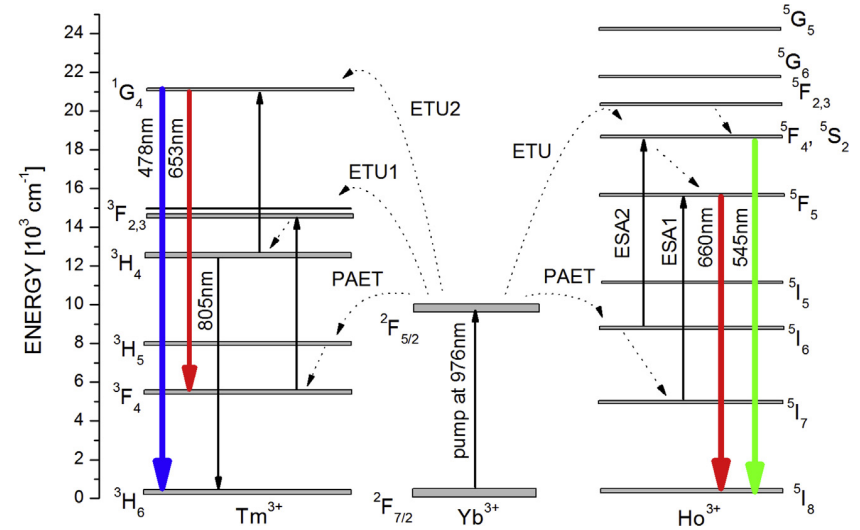 ENERGY [10³ cm⁻¹]
24
22
20
18
16
14
12
10
8
6
4
2
0
¹G₄
³F₂,₃
³H₄
³H₅
³F₄
³H₆
478nm
653nm
805nm
Tm³⁺
ETU2
ETU1
PAET
²F₅/₂
pump at 976nm
²F₇/₂
Yb³⁺
ETU
PAET
ESA2
ESA1
660nm
545nm
Ho³⁺
⁵G₅
⁵G₆
⁵F₂,₃
⁵F₄, ⁵S₂
⁵F₅
⁵I₅
⁵I₆
⁵I₇
⁵I₈